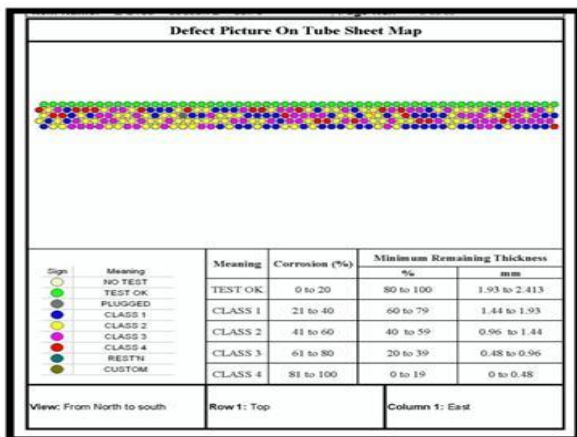 Defect Picture On Tube Sheet Map
Sign Meaning
NO TEST
TEST OK
PLUGGED
CLASS 1
CLASS 2
CLASS 3
CLASS 4
REST'N
CUSTOM
Meaning Corrosion (%) Minimum Remaining Thickness
% mm
TEST OK 0 to 20 80 to 100 1.93 to 2.413
CLASS 1 21 to 40 60 to 79 1.44 to 1.93
CLASS 2 41 to 60 40 to 59 0.96 to 1.44
CLASS 3 61 to 80 20 to 39 0.48 to 0.96
CLASS 4 81 to 100 0 to 19 0 to 0.48
View: From North to south Row 1: Top Column 1: East